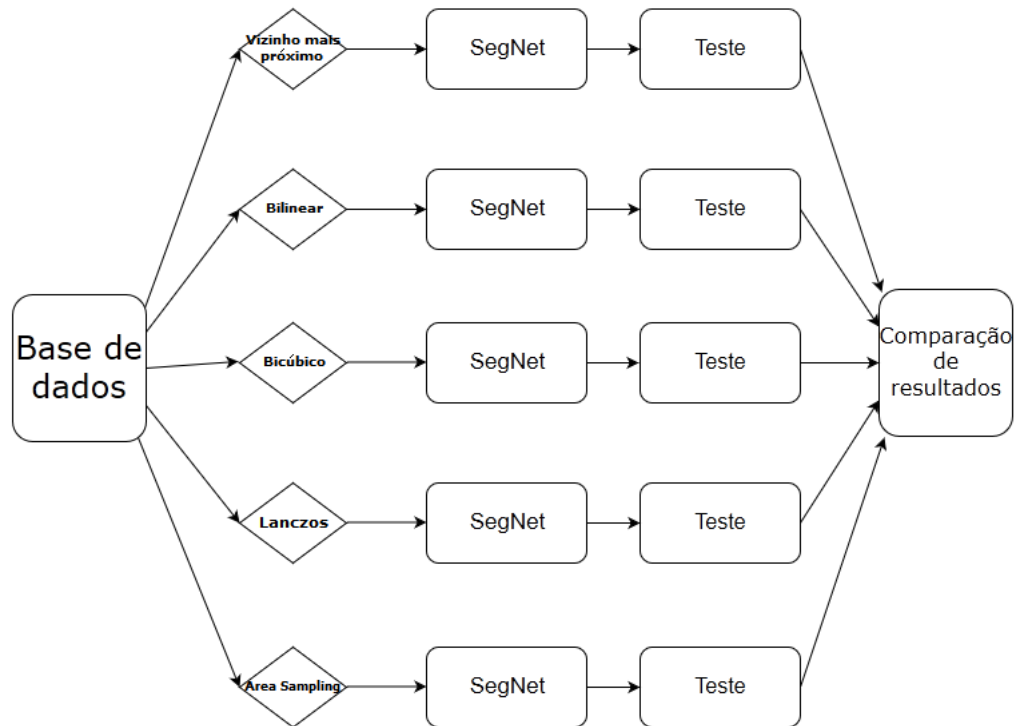 Vizinho mais
próximo
SegNet
Teste
Bilinear
SegNet
Teste
Base de
dados
Bicúbico
SegNet
Teste
Comparação
de
resultados
Lanczos
SegNet
Teste
Area Sampling
SegNet
Teste